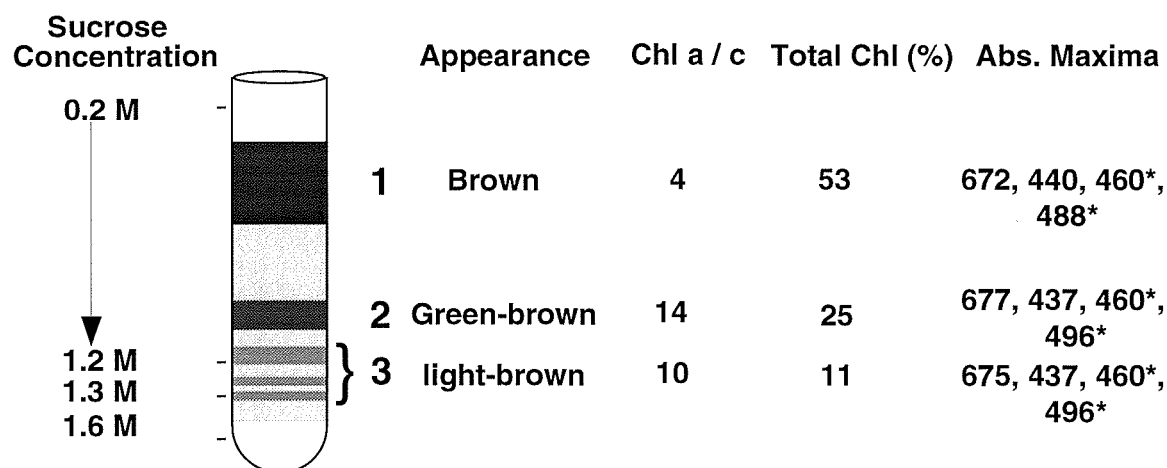 Sucrose
Concentration
Appearance Chl a / c Total Chl (%) Abs. Maxima
0.2 M
1 Brown 4 53 672, 440, 460*,
488*
2 Green-brown 14 25 677, 437, 460*,
496*
1.2 M
3 light-brown 10 11 675, 437, 460*,
496*
1.3 M
1.6 M